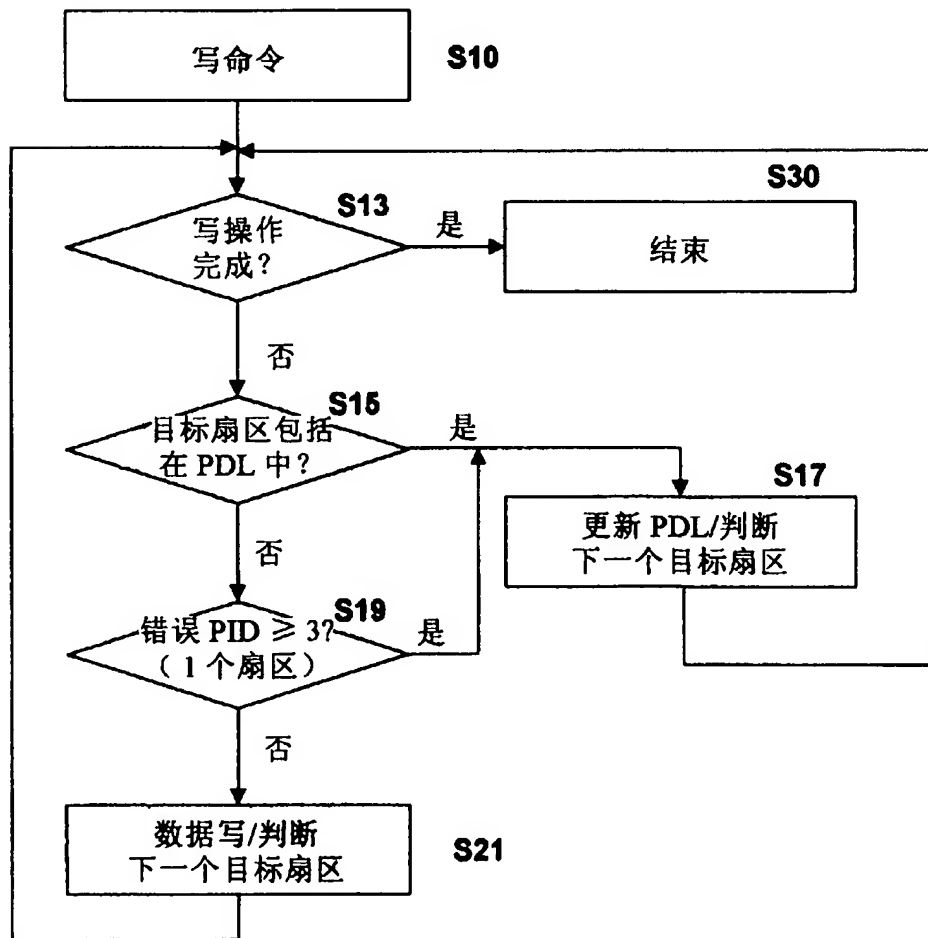 写命令
S10
S30
S13
写操作
完成？
是
结束
否
S15
目标扇区包括
在 PDL 中？
是
S17
更新 PDL/判断
下一个目标扇区
否
S19
错误 PID ≥ 3?
（1 个扇区）
是
否
数据写/判断
下一个目标扇区
S21